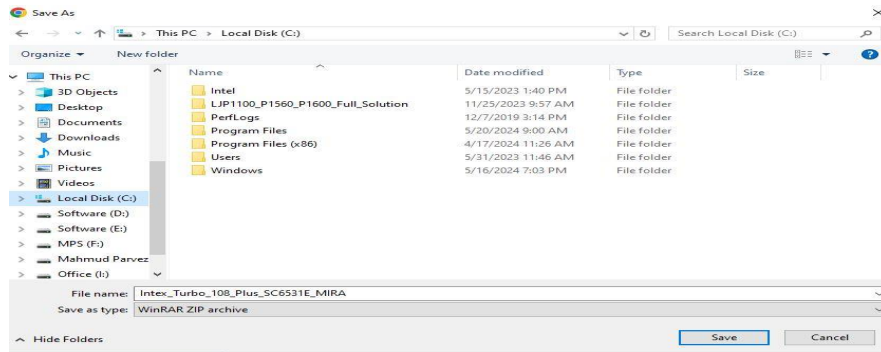 Save As
This PC > Local Disk (C:)
Search Local Disk (C:)
Organize
New folder
Name Date modified Type Size
This PC
3D Objects
Desktop
Documents
Downloads
Music
Pictures
Videos
Local Disk (C:)
Software (D:)
Software (E:)
MPS (F:)
Mahmud Parvez
Office (I:)
Intel 5/15/2023 1:40 PM File folder
LJP1100_P1560_P1600_Full_Solution 11/25/2023 9:57 AM File folder
PerfLogs 12/7/2019 3:14 PM File folder
Program Files 5/20/2024 9:00 AM File folder
Program Files (x86) 4/17/2024 11:26 AM File folder
Users 5/31/2023 11:46 AM File folder
Windows 5/16/2024 7:03 PM File folder
File name: Intex_Turbo_108_Plus_SC6531E_MIRA
Save as type: WinRAR ZIP archive
Hide Folders
Save
Cancel